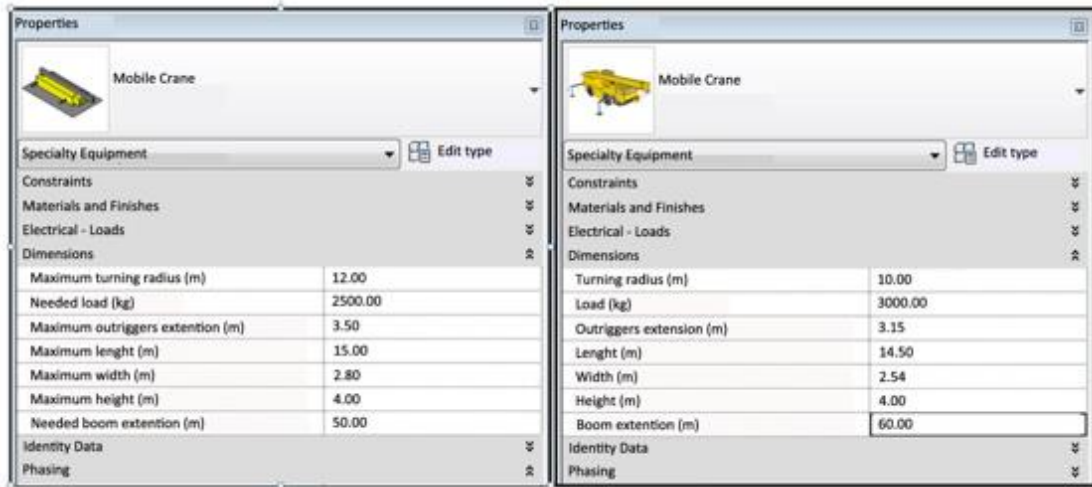 Properties
Mobile Crane
Specialty Equipment
Edit type
Constraints
Materials and Finishes
Electrical - Loads
Dimensions
Maximum turning radius (m) 12.00
Needed load (kg) 2500.00
Maximum outriggers extention (m) 3.50
Maximum lenght (m) 15.00
Maximum width (m) 2.80
Maximum height (m) 4.00
Needed boom extention (m) 50.00
Identity Data
Phasing
Properties
Mobile Crane
Specialty Equipment
Edit type
Constraints
Materials and Finishes
Electrical - Loads
Dimensions
Turning radius (m) 10.00
Load (kg) 3000.00
Outriggers extension (m) 3.15
Lenght (m) 14.50
Width (m) 2.54
Height (m) 4.00
Boom extention (m) 60.00
Identity Data
Phasing